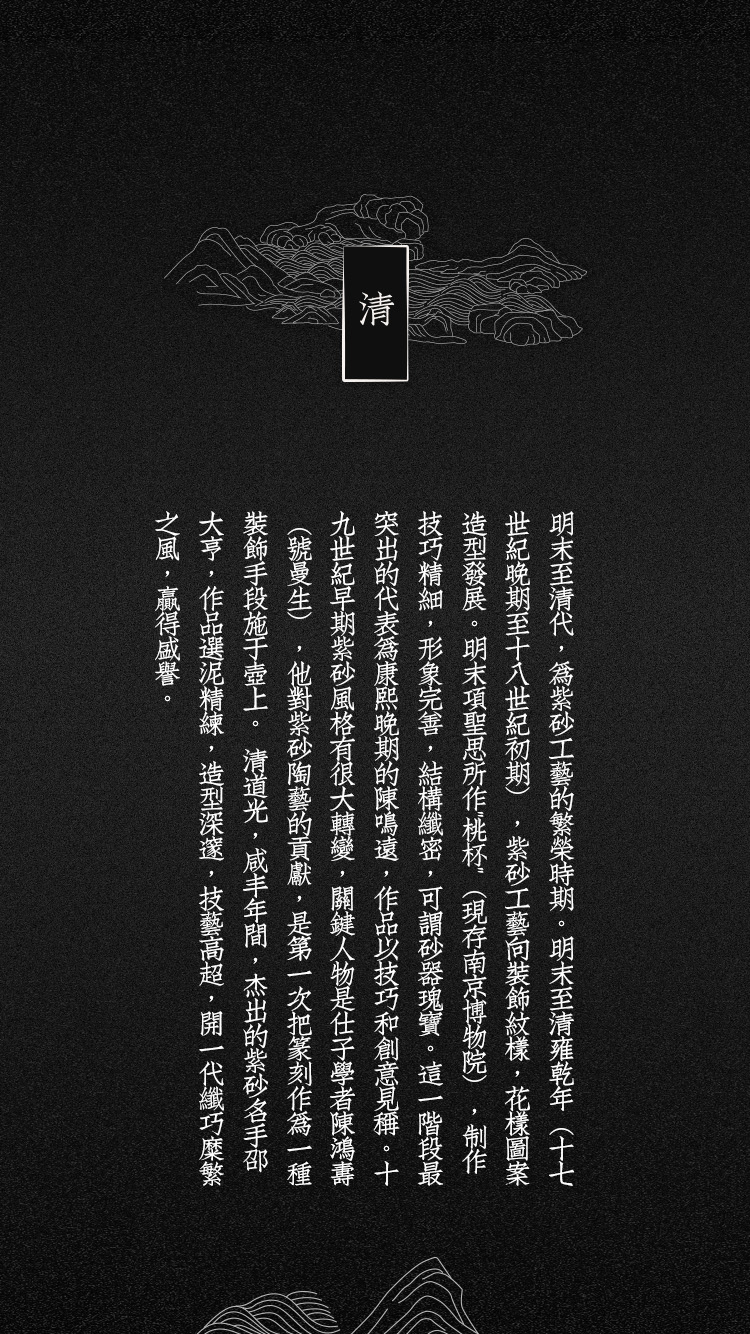 清
明末至清代，爲紫砂工藝的繁榮時期。明末至清雍乾年（十七
世紀晚期至十八世紀初期），紫砂工藝向裝飾紋樣，花樣圖案
造型發展。明末項聖思所作"桃杯"（現存南京博物院），制作
技巧精細，形象完善，結構纖密，可謂砂器瑰寶。這一階段最
突出的代表爲康熙晚期的陳鳴遠，作品以技巧和創意見稱。十
九世紀早期紫砂風格有很大轉變，關鍵人物是仕子學者陳鴻壽
（號曼生），他對紫砂陶藝的貢獻，是第一次把篆刻作爲一種
裝飾手段施于壺上。 清道光，咸丰年間，杰出的紫砂名手邵
大亨，作品選泥精練，造型深邃，技藝高超，開一代纖巧糜繁
之風，贏得盛譽。